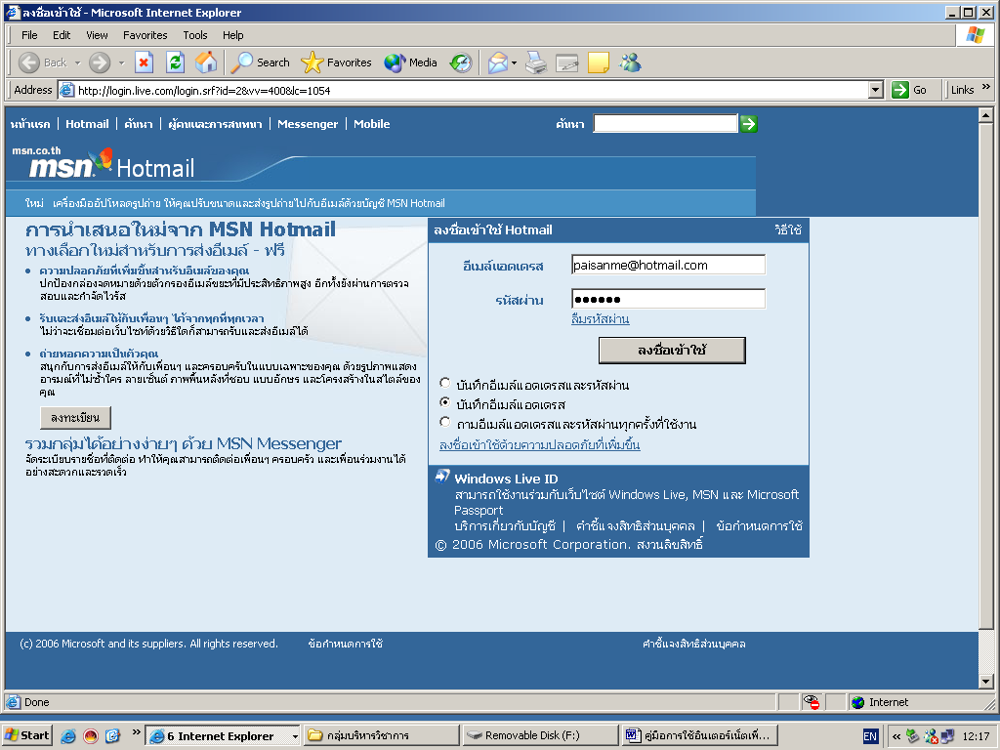 ลงชื่อเข้าใช้ - Microsoft Internet Explorer
File Edit View Favorites Tools Help
Back Search Favorites Media
Address http://login.live.com/login.srf?id=2&vv=400&lc=1054 Go Links »
หน้าแรก | Hotmail | ค้นหา | ผู้คนและการสนทนา | Messenger | Mobile ค้นหา
msn.co.th
msn Hotmail
ใหม่ เครื่องมืออัปโหลดรูปถ่าย ให้คุณปรับขนาดและส่งรูปถ่ายไปกับอีเมล์ด้วยบัญชี MSN Hotmail
การนำเสนอใหม่จาก MSN Hotmail
ทางเลือกใหม่สำหรับการส่งอีเมล์ - ฟรี
• ความปลอดภัยที่เพิ่มขึ้นสำหรับอีเมล์ของคุณ
ปกป้องกล่องจดหมายด้วยตัวกรองอีเมล์ขยะที่มีประสิทธิภาพสูง อีกทั้งยังผ่านการตรวจ
สอบและกำจัดไวรัส
• รับและส่งอีเมล์ให้กับเพื่อนๆ ได้จากทุกที่ทุกเวลา
ไม่ว่าจะเชื่อมต่อเว็บไซท์ด้วยวิธีใดก็สามารถรับและส่งอีเมล์ได้
• ถ่ายทอดความเป็นตัวคุณ
สนุกกับการส่งอีเมล์ให้กับเพื่อนๆ และครอบครัวในแบบเฉพาะของคุณ ด้วยรูปภาพแสดง
อารมณ์ที่ไม่ซ้ำใคร ลายเซ็นต์ ภาพพื้นหลังที่ชอบ แบบอักษร และโครงสร้างในสไตล์ของ
คุณ
ลงทะเบียน
รวมกลุ่มได้อย่างง่ายๆ ด้วย MSN Messenger
จัดระเบียบรายชื่อที่ติดต่อ ทำให้คุณสามารถติดต่อเพื่อนๆ ครอบครัว และเพื่อนร่วมงานได้
อย่างสะดวกและรวดเร็ว
ลงชื่อเข้าใช้ Hotmail วิธีใช้
อีเมล์แอดเดรส paisanme@hotmail.com
รหัสผ่าน ●●●●●●
ลืมรหัสผ่าน
ลงชื่อเข้าใช้
บันทึกอีเมล์แอดเดรสและรหัสผ่าน
บันทึกอีเมล์แอดเดรส
ถามอีเมล์แอดเดรสและรหัสผ่านทุกครั้งที่ใช้งาน
ลงชื่อเข้าใช้ด้วยความปลอดภัยที่เพิ่มขึ้น
Windows Live ID
สามารถใช้งานร่วมกับเว็บไซต์ Windows Live, MSN และ Microsoft
Passport
บริการเกี่ยวกับบัญชี | คำชี้แจงสิทธิส่วนบุคคล | ข้อกำหนดการใช้
© 2006 Microsoft Corporation. สงวนลิขสิทธิ์
(c) 2006 Microsoft and its suppliers. All rights reserved. ข้อกำหนดการใช้ คำชี้แจงสิทธิส่วนบุคคล
Done Internet
Start » 6 Internet Explorer กลุ่มบริหารวิชาการ Removable Disk (F:) คู่มือการใช้อินเตอร์เน็ตเพื่... EN « 12:17